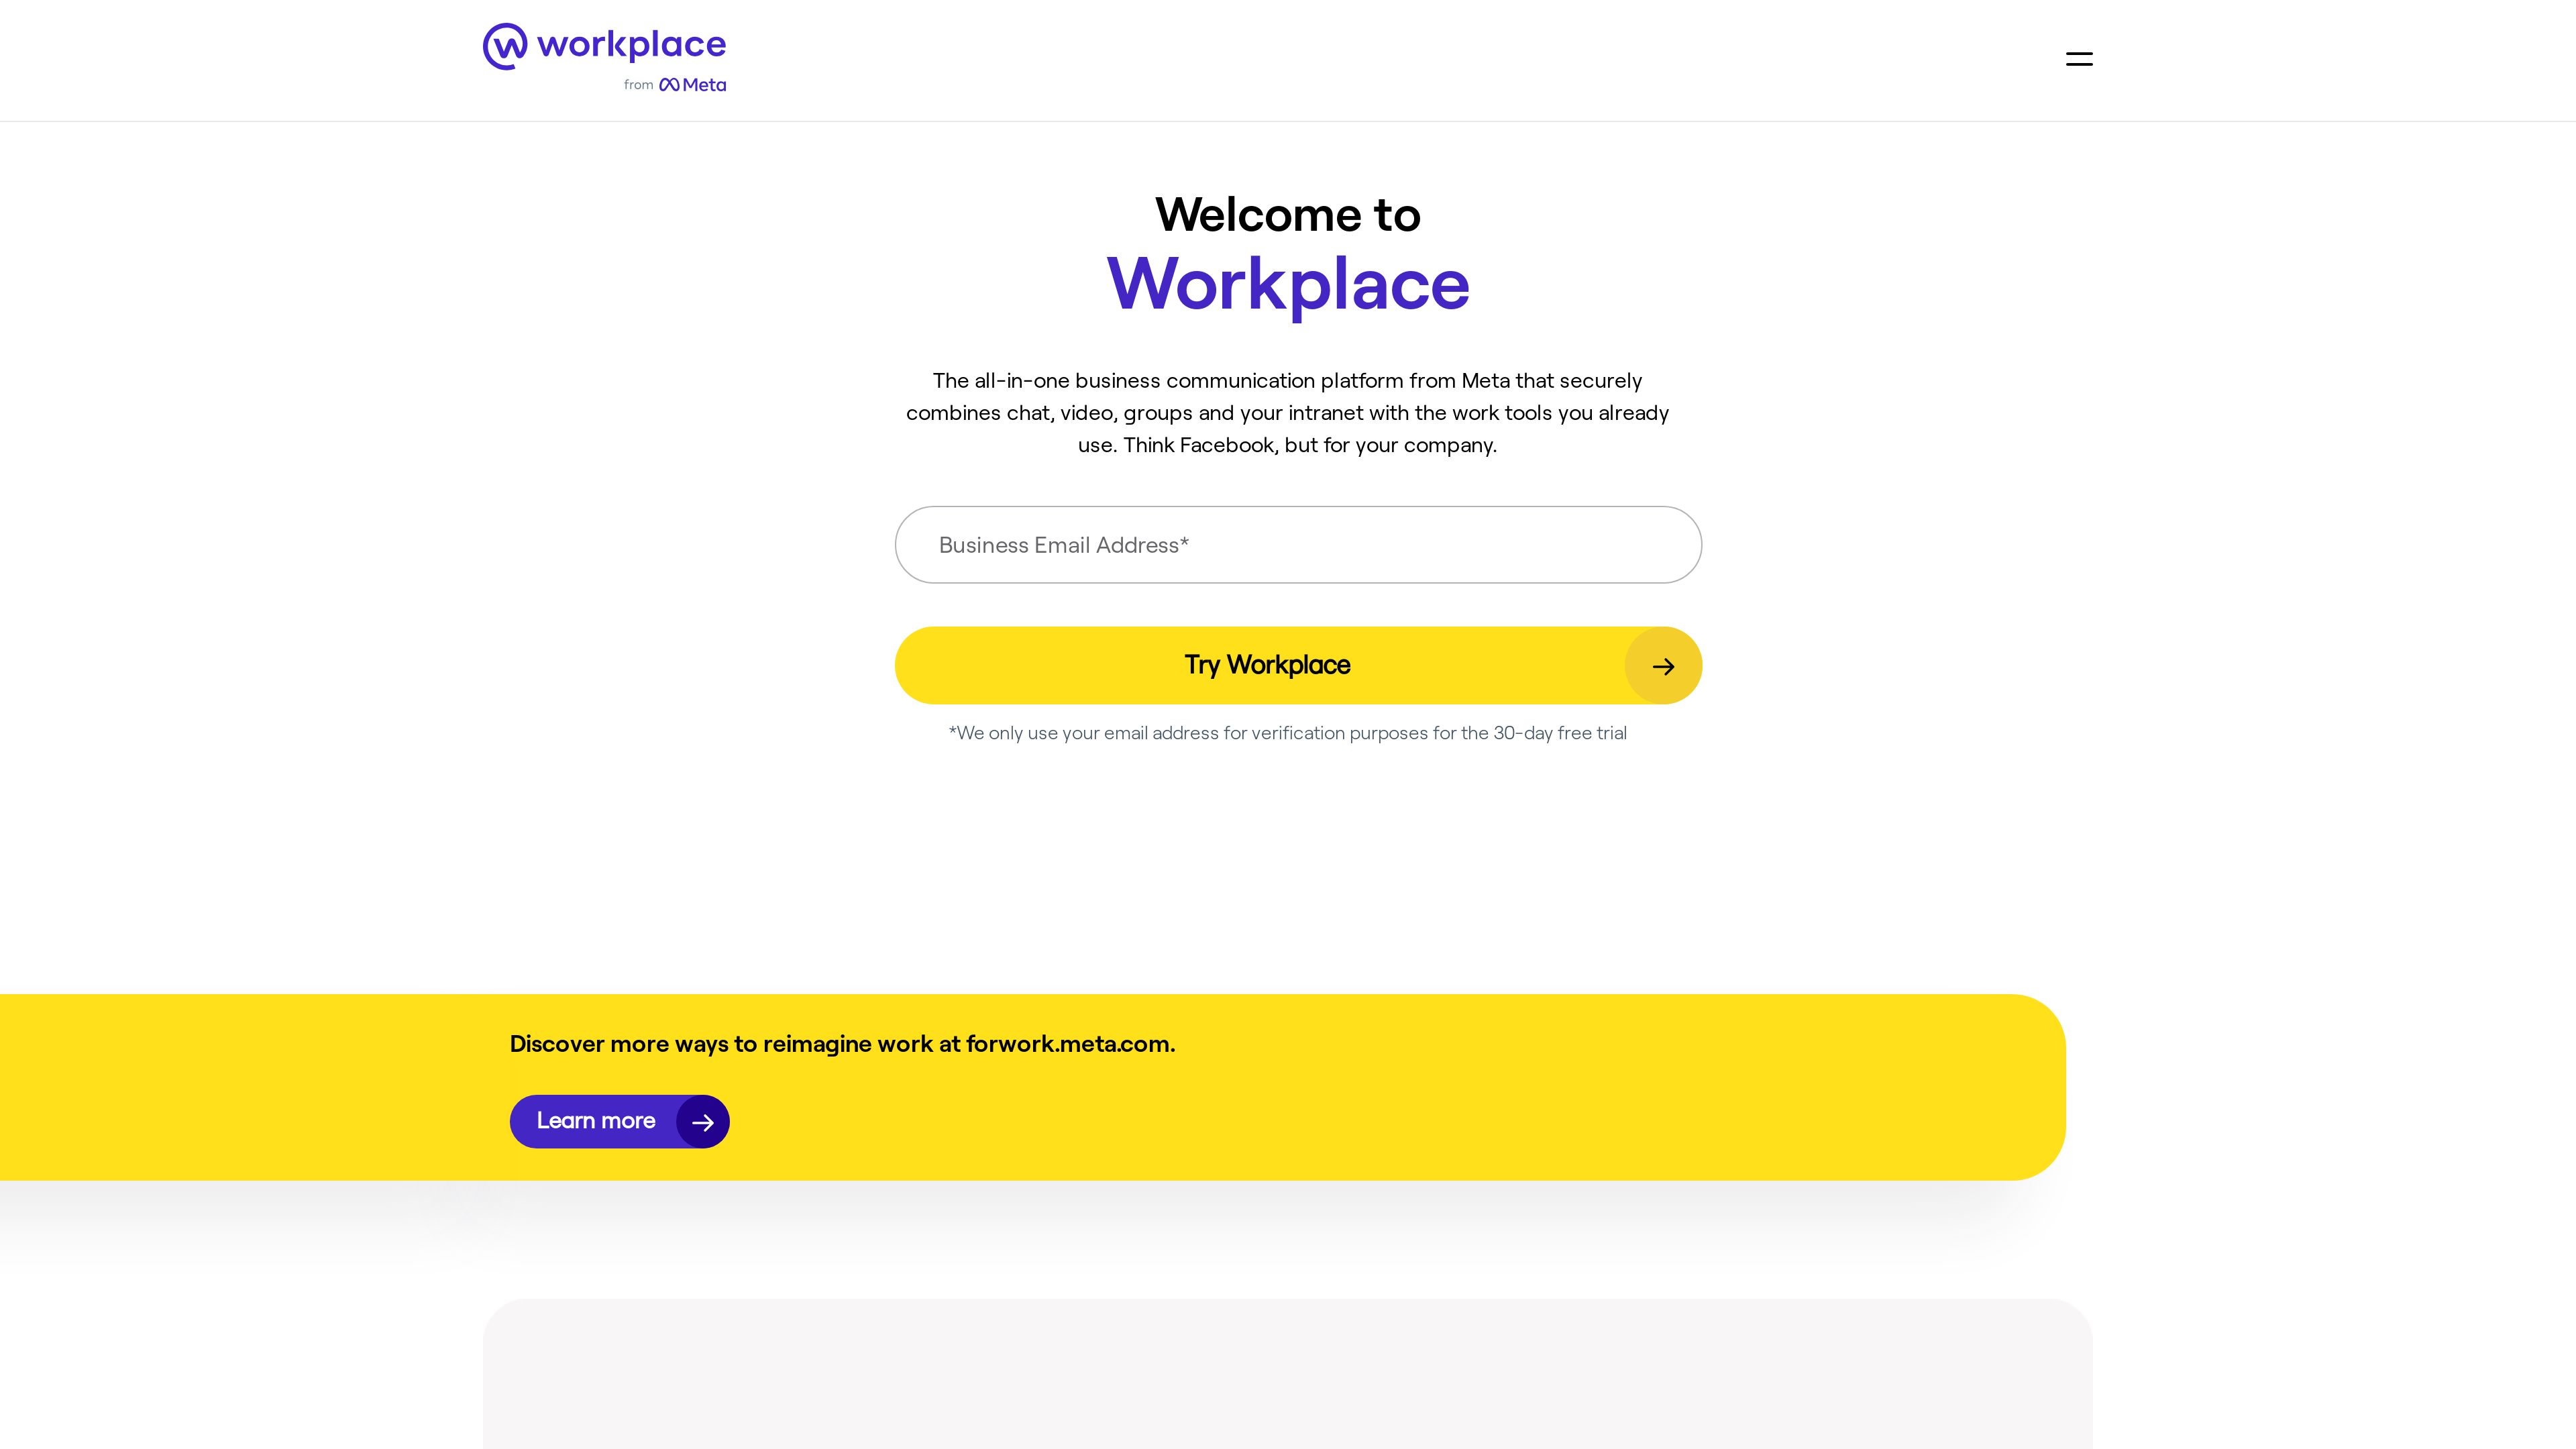 workplace
from Meta
Welcome to
Workplace
The all-in-one business communication platform from Meta that securely
combines chat, video, groups and your intranet with the work tools you already
use. Think Facebook, but for your company.
Business Email Address*
Try Workplace
*We only use your email address for verification purposes for the 30-day free trial
Discover more ways to reimagine work at forwork.meta.com.
Learn more